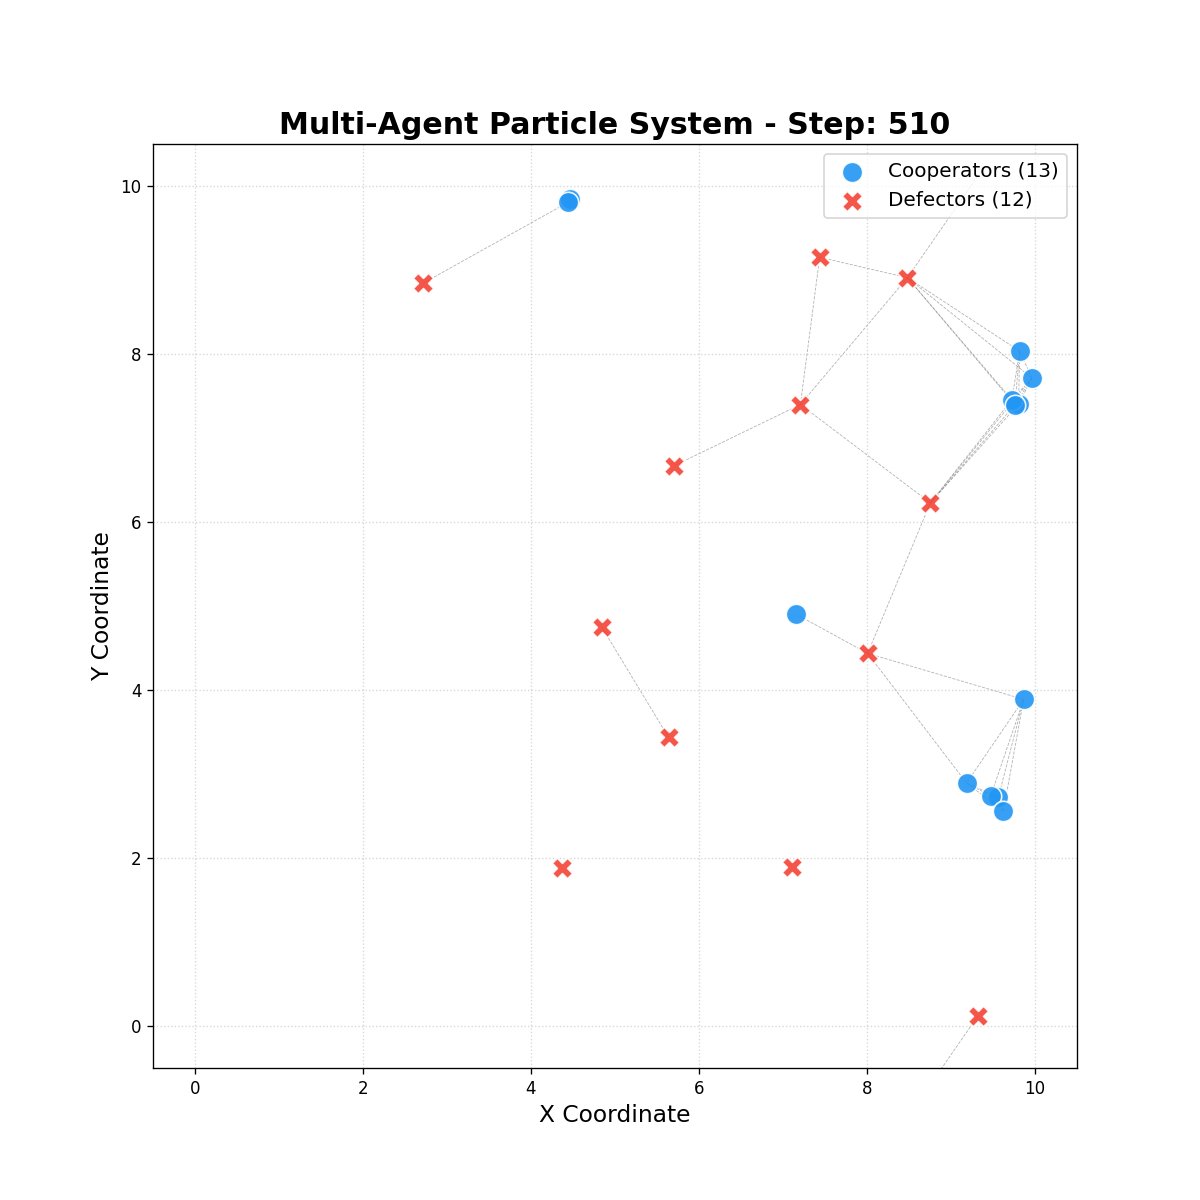 Multi-Agent Particle System - Step: 510
Cooperators (13)
Defectors (12)
10
8
6
4
2
0
Y Coordinate
0 2 4 6 8 10
X Coordinate